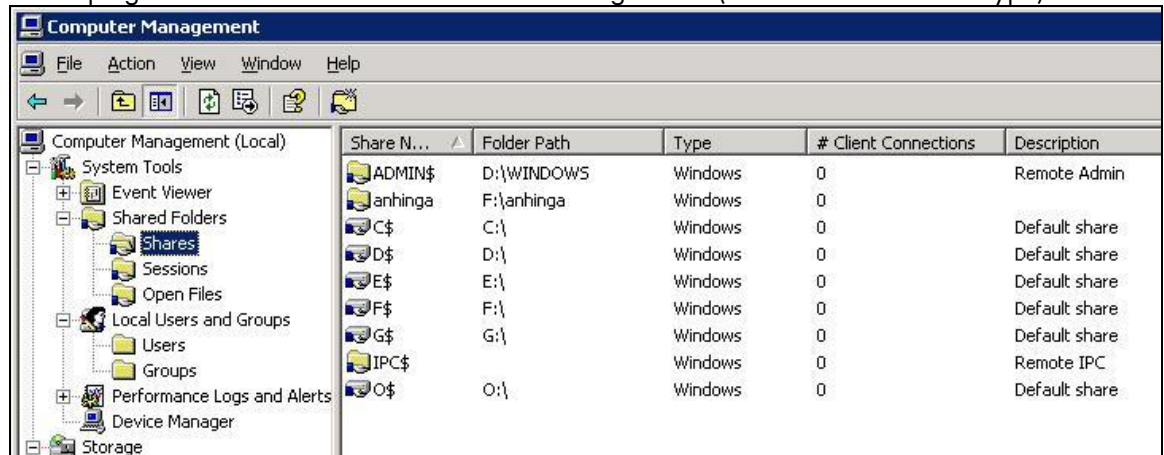 Computer Management
File Action View Window Help
Computer Management (Local)
System Tools
Event Viewer
Shared Folders
Shares
Sessions
Open Files
Local Users and Groups
Users
Groups
Performance Logs and Alerts
Device Manager
Storage
Share N... Folder Path Type # Client Connections Description
ADMIN$ D:\WINDOWS Windows 0 Remote Admin
anhinga F:\anhinga Windows 0
C$ C:\ Windows 0 Default share
D$ D:\ Windows 0 Default share
E$ E:\ Windows 0 Default share
F$ F:\ Windows 0 Default share
G$ G:\ Windows 0 Default share
IPC$ Windows 0 Remote IPC
O$ O:\ Windows 0 Default share